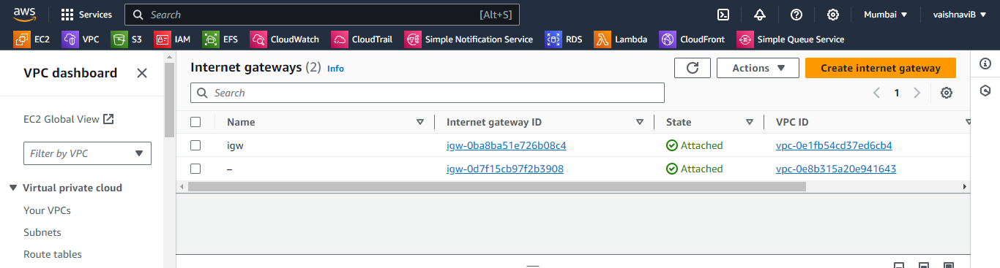 aws Services Search [Alt+S] Mumbai vaishnaviB
EC2 VPC S3 IAM EFS CloudWatch CloudTrail Simple Notification Service RDS Lambda CloudFront Simple Queue Service
VPC dashboard
EC2 Global View
Filter by VPC
Virtual private cloud
Your VPCs
Subnets
Route tables
Internet gateways (2) Info
Actions
Create internet gateway
Search
1
Name Internet gateway ID State VPC ID
igw igw-0ba8ba51e726b08c4 Attached vpc-0e1fb54cd37ed6cb4
– igw-0d7f15cb97f2b3908 Attached vpc-0e8b315a20e941643